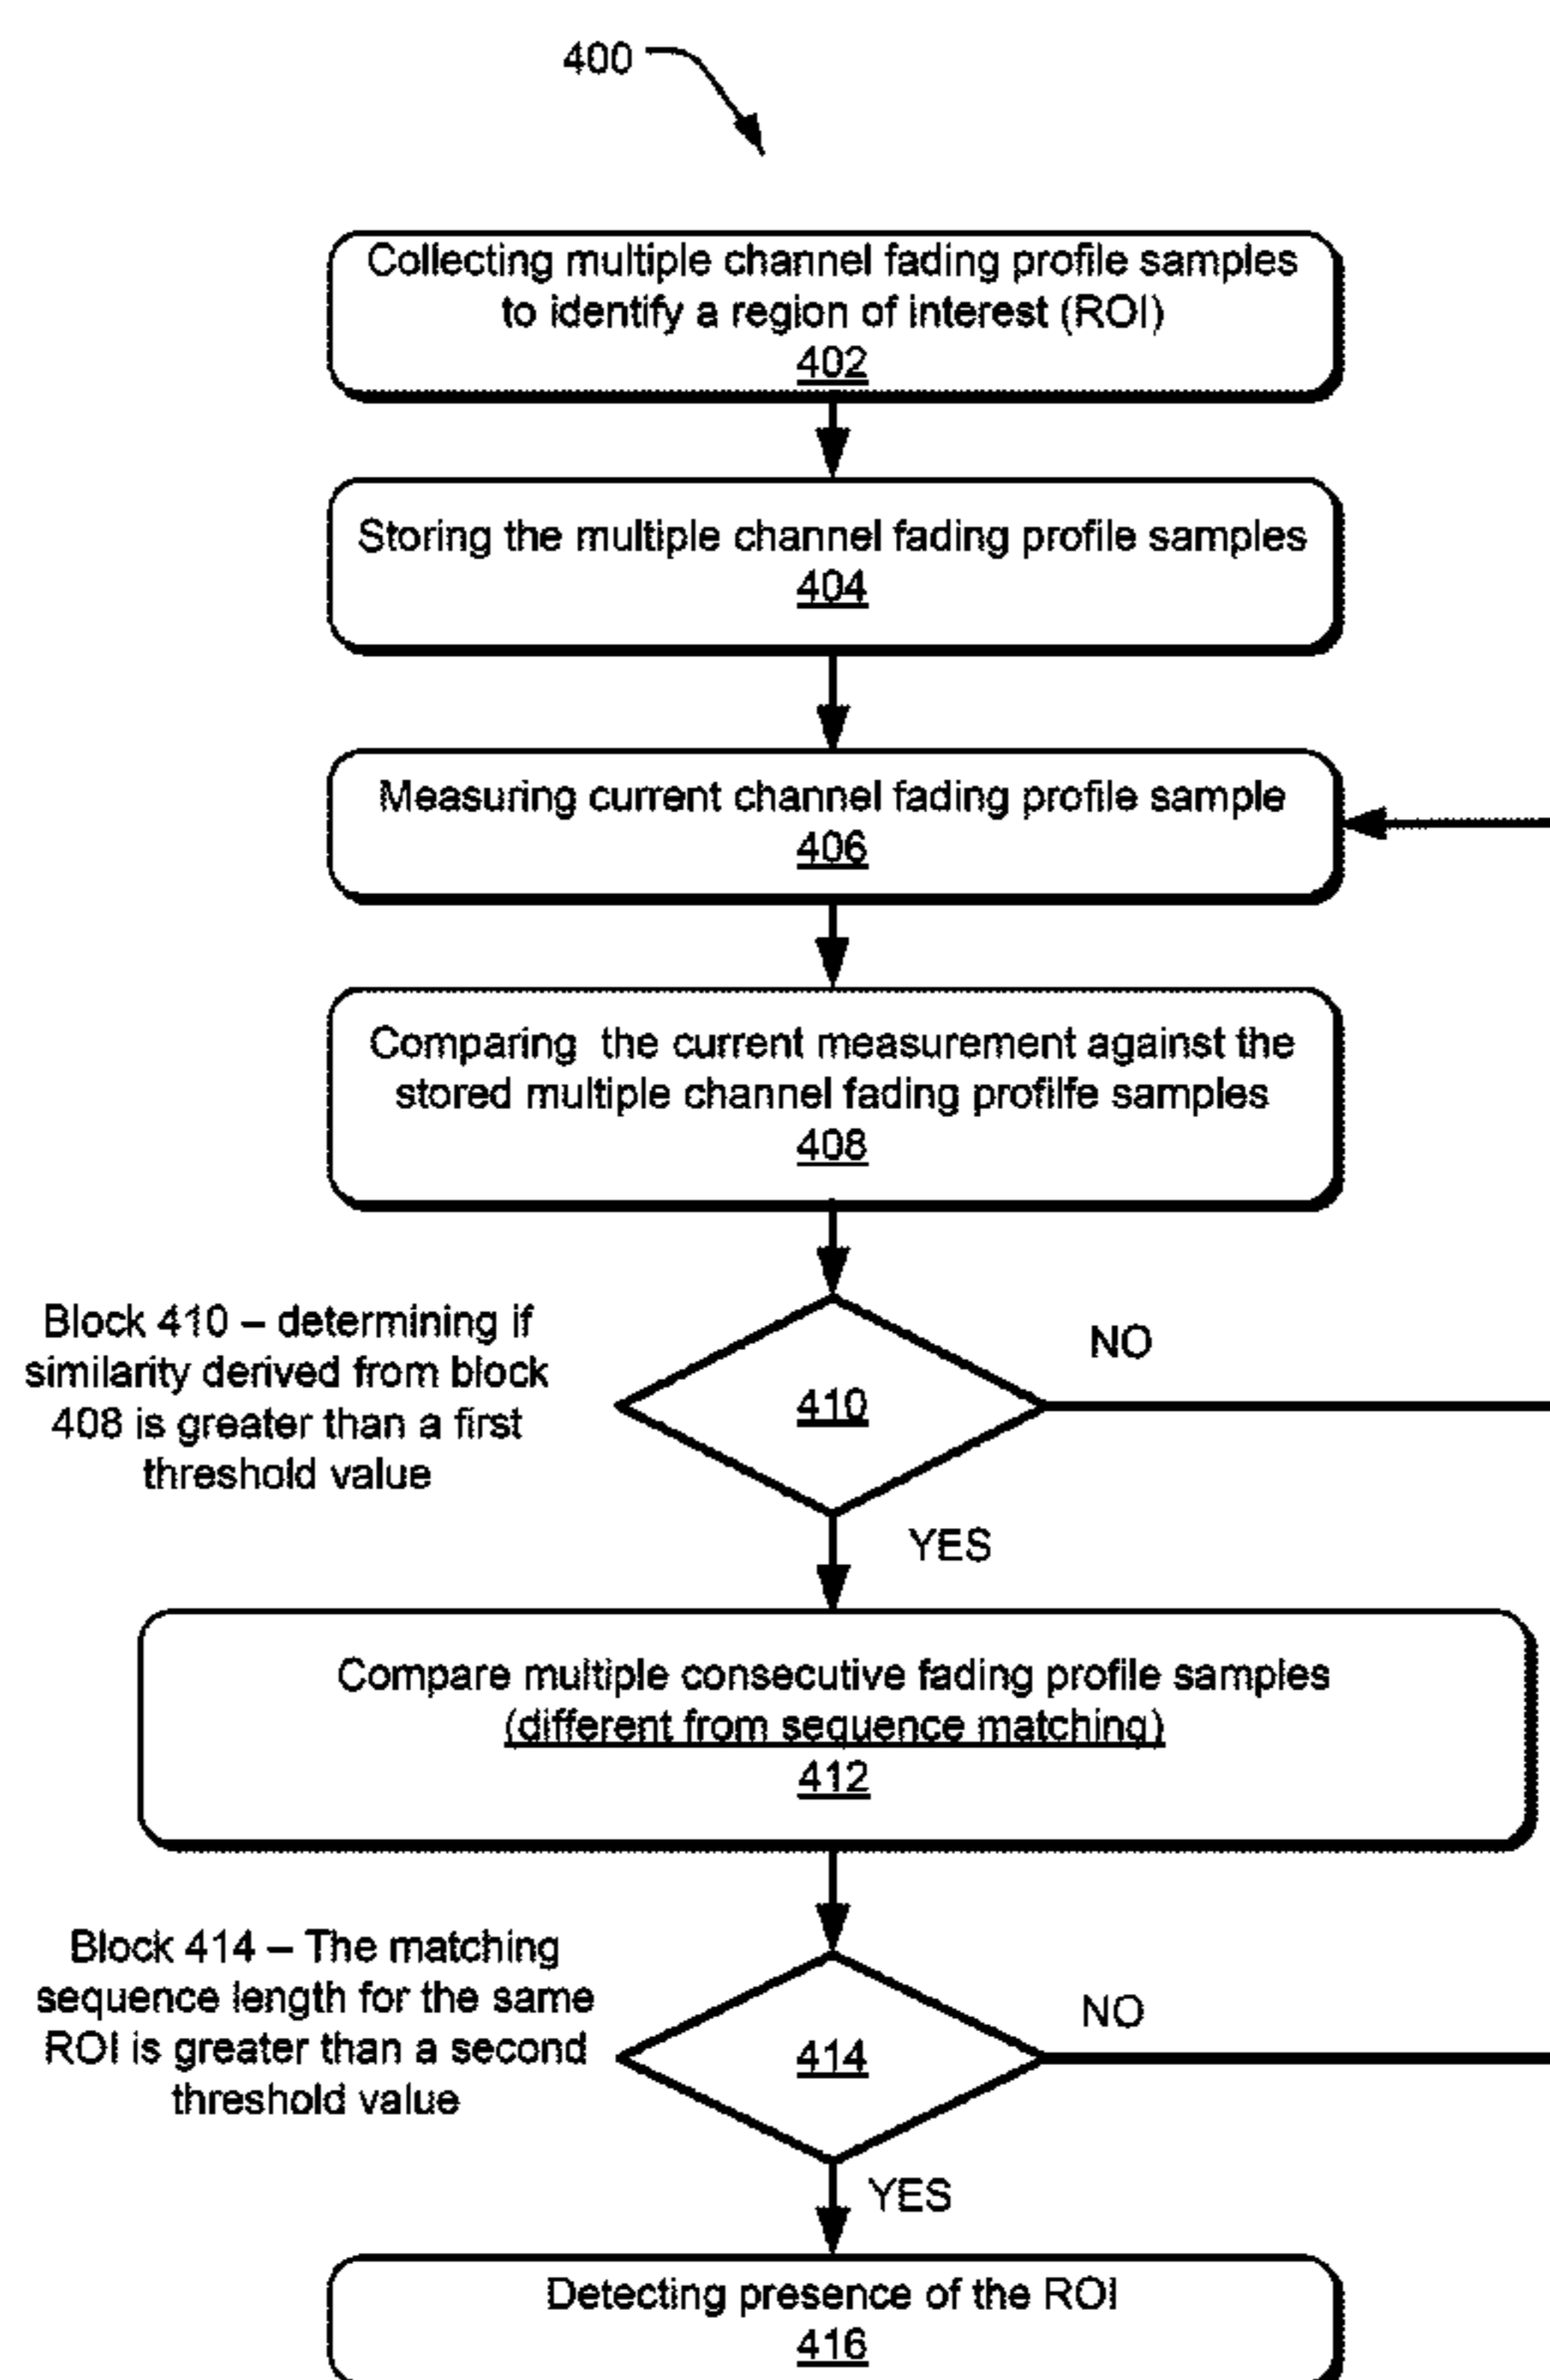 400
Collecting multiple channel fading profile samples
to identify a region of interest (ROI)
402
Storing the multiple channel fading profile samples
404
Measuring current channel fading profile sample
406
Comparing the current measurement against the
stored multiple channel fading profilfe samples
408
Block 410 – determining if
similarity derived from block
408 is greater than a first
threshold value
410
NO
YES
Compare multiple consecutive fading profile samples
(different from sequence matching)
412
Block 414 – The matching
sequence length for the same
ROI is greater than a second
threshold value
414
NO
YES
Detecting presence of the ROI
416